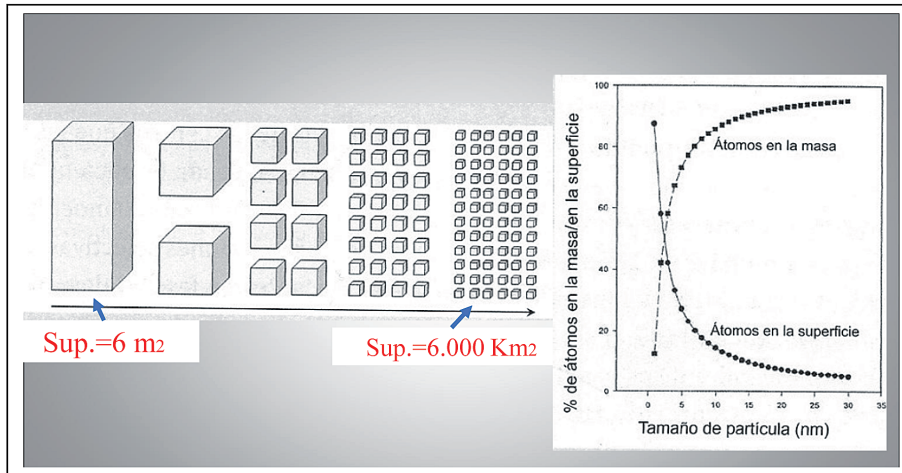 Sup.=6 m2
Sup.=6.000 Km2
% de átomos en la masa/en la superficie
100
80
60
40
20
0
Átomos en la masa
Átomos en la superficie
0
5
10
15
20
25
30
35
Tamaño de partícula (nm)